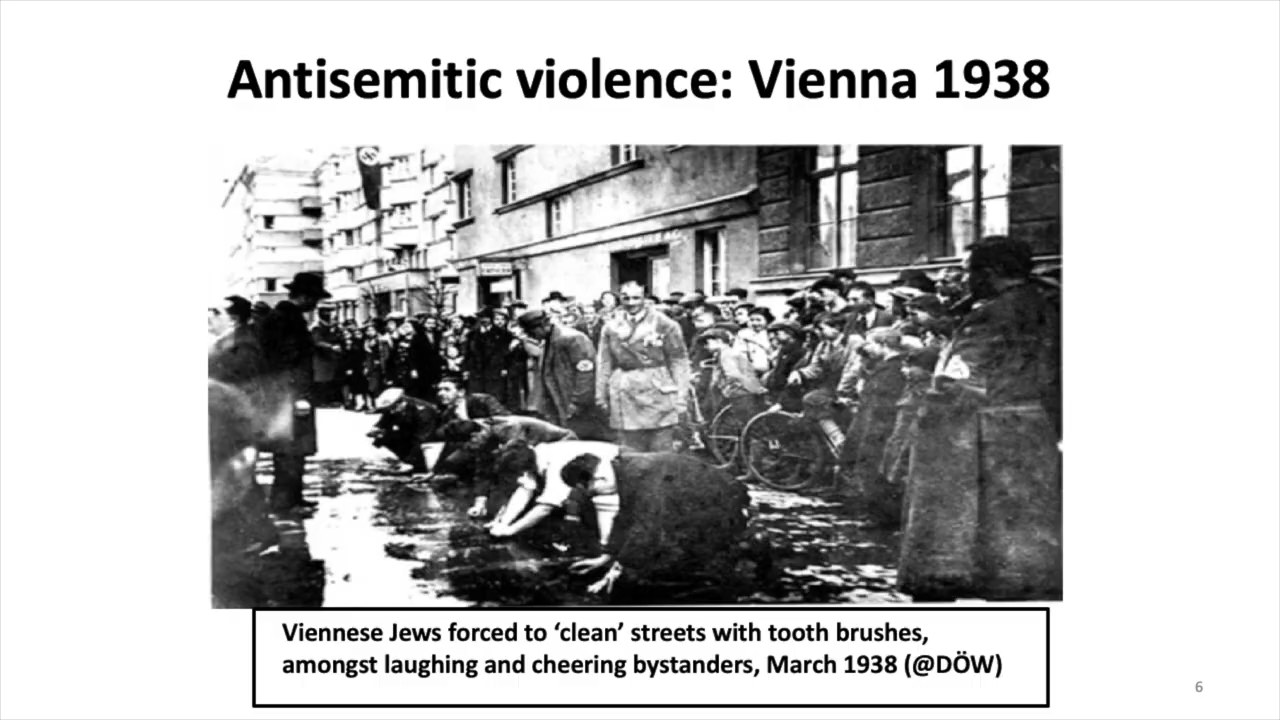 Antisemitic violence: Vienna 1938
Viennese Jews forced to ‘clean’ streets with tooth brushes,
amongst laughing and cheering bystanders, March 1938 (@DÖW)
6